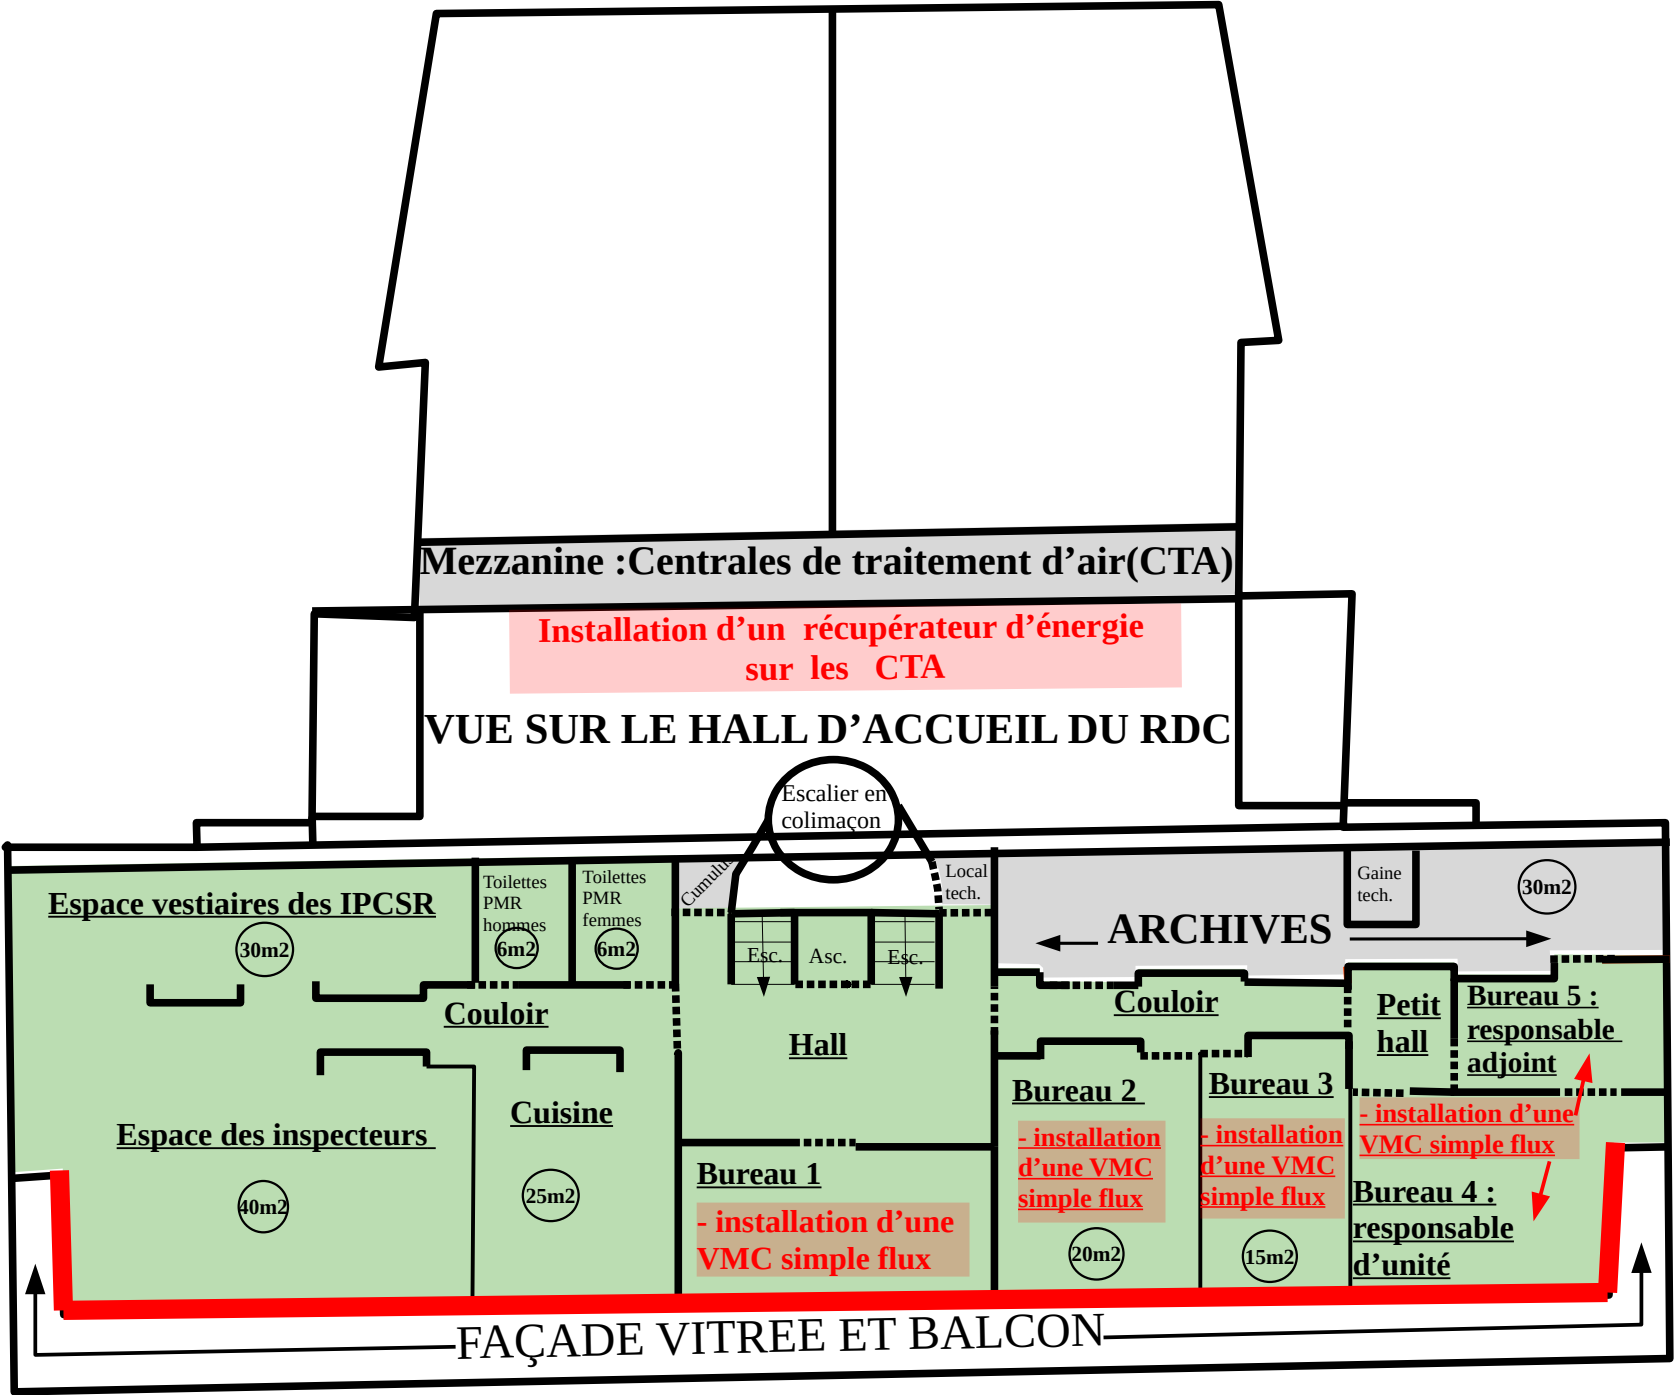 Mezzanine :Centrales de traitement d’air(CTA)
Installation d’un récupérateur d’énergie
sur les CTA
VUE SUR LE HALL D’ACCUEIL DU RDC
Escalier en
colimaçon
Espace vestiaires des IPCSR
30m2
Toilettes
PMR
hommes
6m2
Toilettes
PMR
femmes
6m2
Cumulus
Local
tech.
Esc.
Asc.
Esc.
ARCHIVES
Gaine
tech.
30m2
Couloir
Hall
Couloir
Petit
hall
Bureau 5 :
responsable
adjoint
Espace des inspecteurs
40m2
Cuisine
25m2
Bureau 1
- installation d’une
VMC simple flux
Bureau 2
- installation
d’une VMC
simple flux
20m2
Bureau 3
- installation
d’une VMC
simple flux
15m2
- installation d’une
VMC simple flux
Bureau 4 :
responsable
d’unité
FAÇADE VITREE ET BALCON